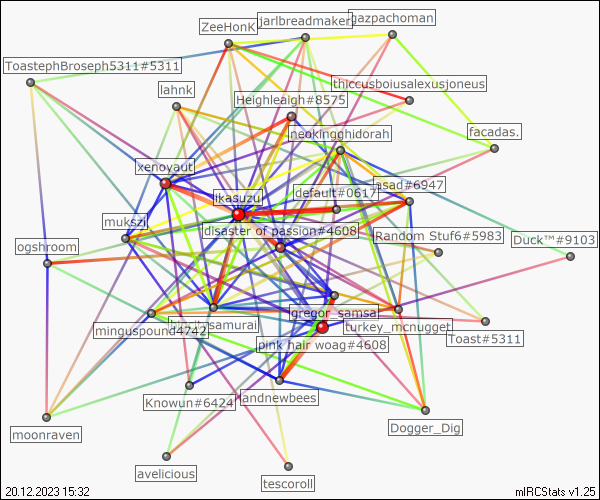 ZeeHonK
jarlbreadmaker
gazpachoman
ToastephBroseph5311#5311
thiccusboiusalexusjoneus
lahnk
Heighleaigh#8575
neokingghidorah
facadas.
xenoyaut
ikasuzu
default#0617
asad#6947
mukszi
disaster of passion#4608
Random Stuf6#5983
Duck™#9103
ogshroom
gregor_samsa
minguspound4742
turkey_mcnugget
Toast#5311
pink hair woag#4608
Knowun#6424
andnewbees
Dogger_Dig
moonraven
avelicious
tescoroll
20.12.2023 15:32
mIRCStats v1.25